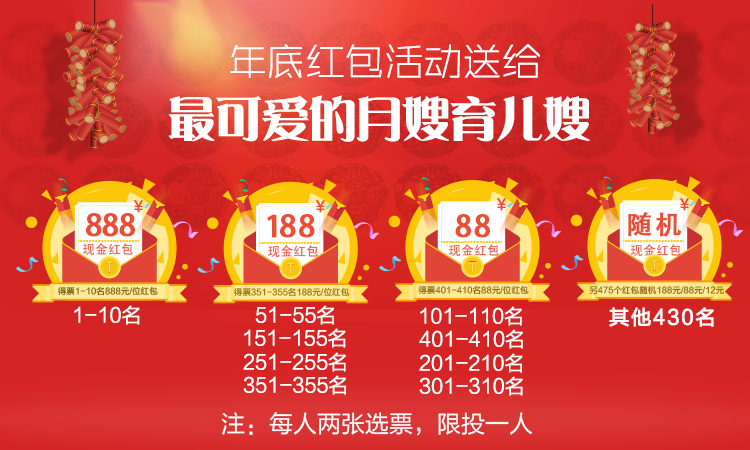 年底红包活动送给
最可爱的月嫂育儿嫂
888¥
现金红包
得票1-10名888元/位红包
1-10名
188¥
现金红包
得票351-355名188元/位红包
51-55名
151-155名
251-255名
351-355名
88¥
现金红包
得票401-410名88元/位红包
101-110名
401-410名
201-210名
301-310名
随机¥
现金红包
另475个红包随机188元/88元/12元
其他430名
注：每人两张选票，限投一人